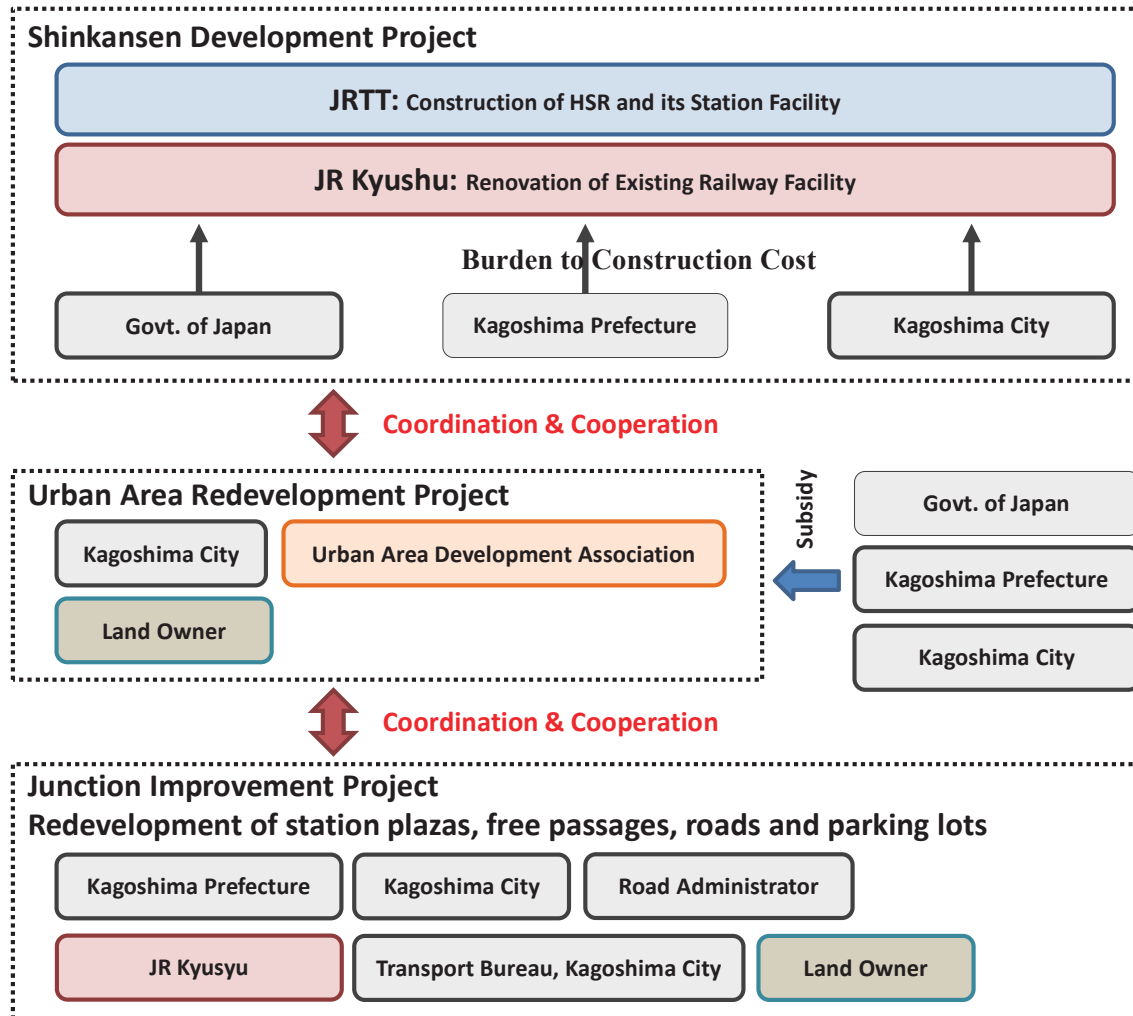 Shinkansen Development Project
JRTT: Construction of HSR and its Station Facility
JR Kyushu: Renovation of Existing Railway Facility
Burden to Construction Cost
Govt. of Japan
Kagoshima Prefecture
Kagoshima City
Coordination & Cooperation
Urban Area Redevelopment Project
Kagoshima City
Urban Area Development Association
Land Owner
Subsidy
Govt. of Japan
Kagoshima Prefecture
Kagoshima City
Coordination & Cooperation
Junction Improvement Project
Redevelopment of station plazas, free passages, roads and parking lots
Kagoshima Prefecture
Kagoshima City
Road Administrator
JR Kyusyu
Transport Bureau, Kagoshima City
Land Owner